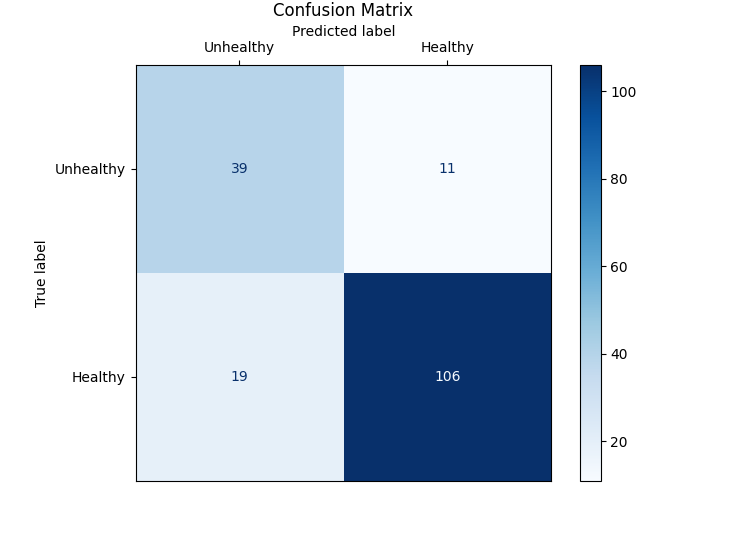 Confusion Matrix
Predicted label
Unhealthy Healthy
100
Unhealthy 39 11
80
True label
60
40
Healthy 19 106
20